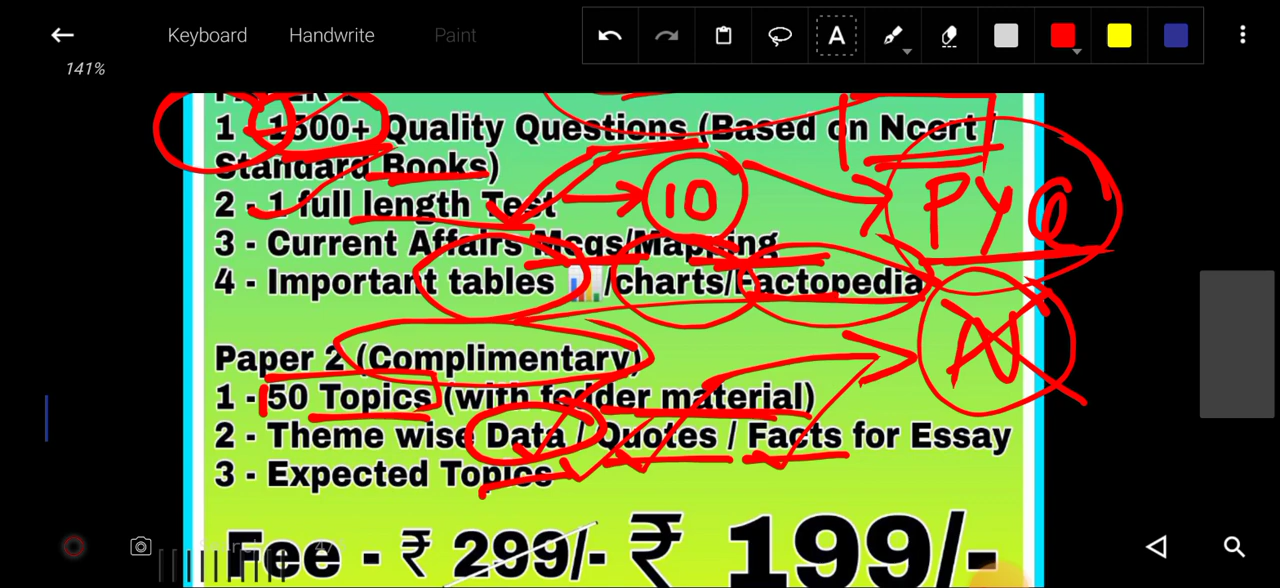 Keyboard Handwrite Paint A
141%
1 - 1500+ Quality Questions (Based on Ncert /
Standard Books)
2 - 1 full length Test 10 PYQ
3 - Current Affairs Mcqs/Mapping
4 - Important tables 📊/charts/Factopedia
Paper 2 (Complimentary)
1 - 50 Topics (with fodder material)
2 - Theme wise Data / Quotes / Facts for Essay
3 - Expected Topics
Fee - ₹ 299/- ₹ 199/-